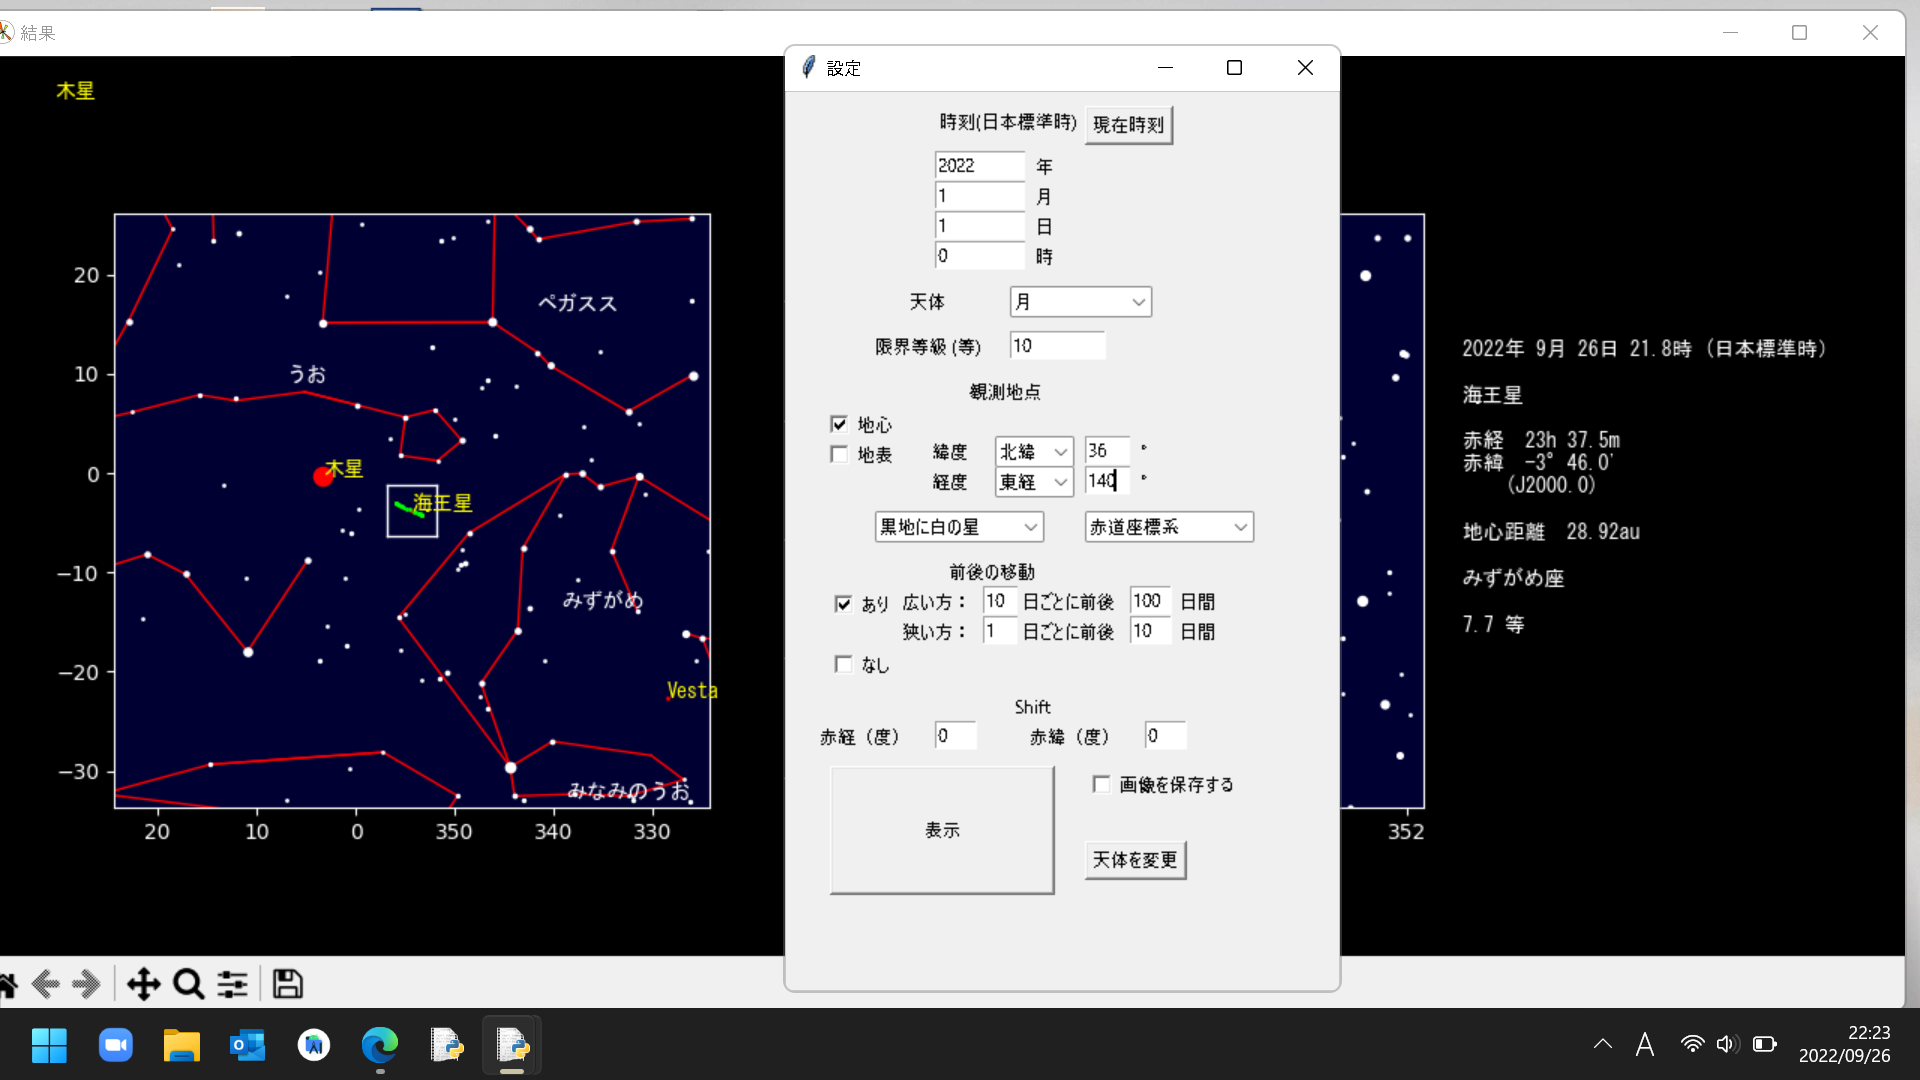 結果
木星
20
10
0
−10
−20
−30
20
10
0
350
340
330
ペガスス
うお
木星
海王星
みずがめ
Vesta
みなみのうお
設定
時刻(日本標準時) 現在時刻
2022 年
1 月
1 日
0 時
天体 月
限界等級 (等) 10
観測地点
地心
地表 緯度 北緯 36 °
経度 東経 140 °
黒地に白の星 赤道座標系
前後の移動
あり 広い方： 10 日ごとに前後 100 日間
狭い方： 1 日ごとに前後 10 日間
なし
Shift
赤経（度） 0 赤緯（度） 0
画像を保存する
表示
天体を変更
352
2022年 9月 26日 21.8時（日本標準時）
海王星
赤経 23h 37.5m
赤緯 -3° 46.0'
(J2000.0)
地心距離 28.92au
みずがめ座
7.7 等
A
22:23
2022/09/26